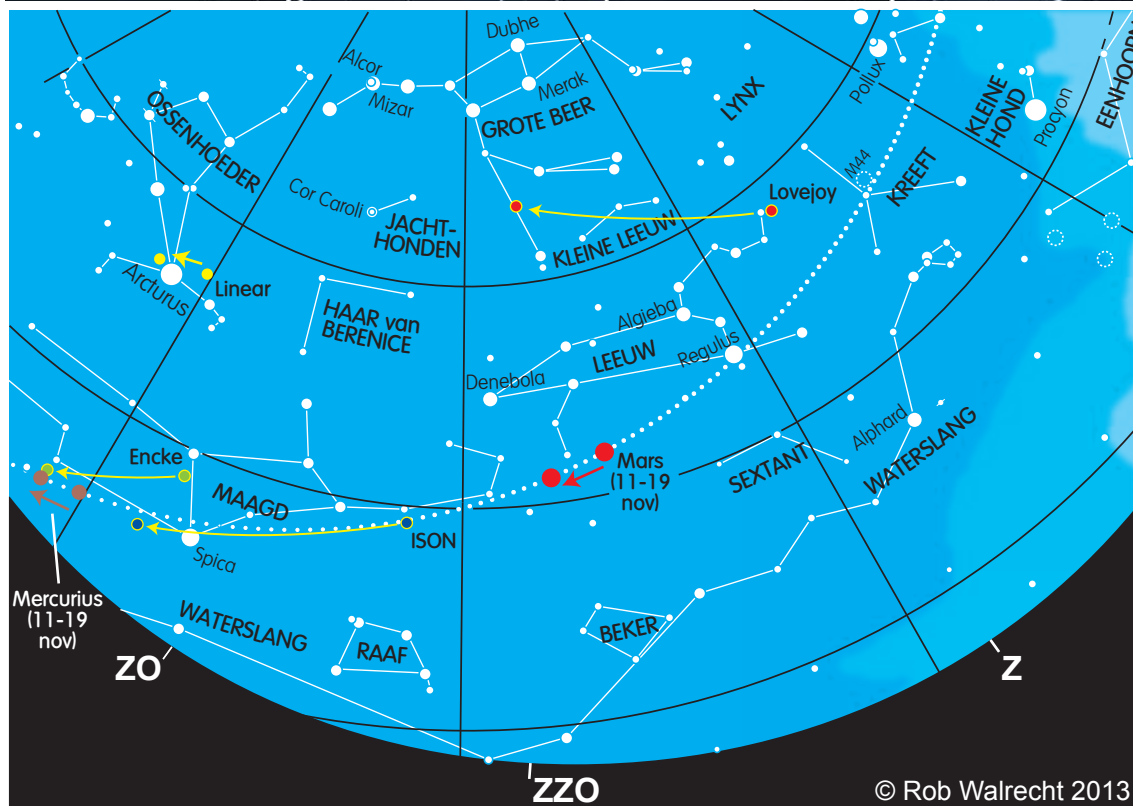 Dubhe
Alcor
Mizar
Merak
GROTE BEER
LYNX
Pollux
KLEINE
HOND
Procyon
EENHOORN
OSSENHOEDER
Cor Caroli
JACHT-
HONDEN
KLEINE LEEUW
Lovejoy
M44
KREEFT
Arcturus
Linear
HAAR van
BERENICE
Algieba
LEEUW
Regulus
Denebola
Alphard
WATERSLANG
SEXTANT
Mars
(11-19
nov)
Encke
MAAGD
ISON
Spica
Mercurius
(11-19
nov)
WATERSLANG
RAAF
BEKER
ZO
Z
ZZO
© Rob Walrecht 2013